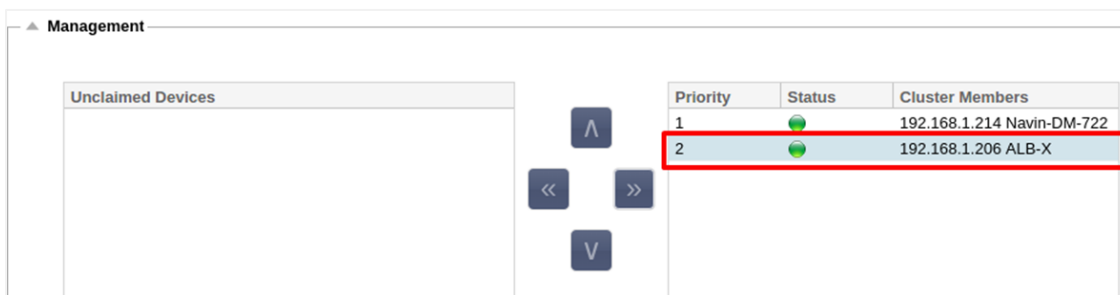 Management
Unclaimed Devices
Priority Status Cluster Members
1 192.168.1.214 Navin-DM-722
2 192.168.1.206 ALB-X